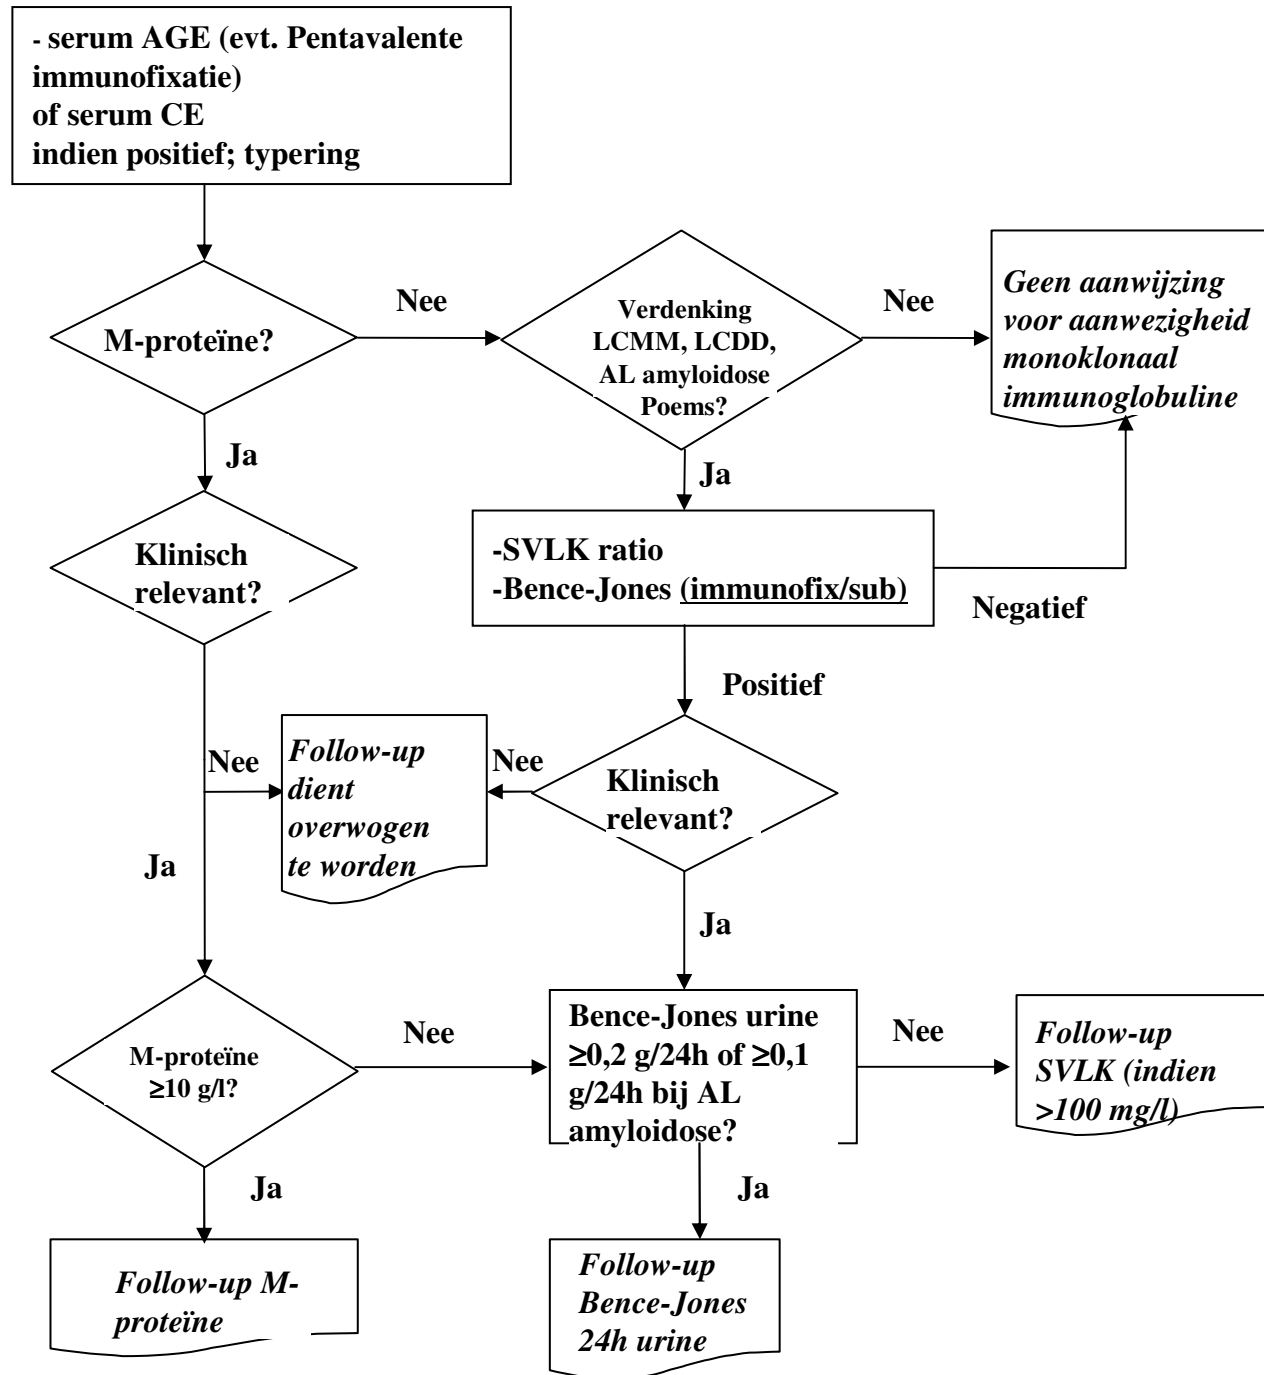 - serum AGE (evt. Pentavalente
immunofixatie)
of serum CE
indien positief; typering
M-proteïne?
Nee
Verdenking
LCMM, LCDD,
AL amyloidose
Poems?
Nee
Geen aanwijzing
voor aanwezigheid
monoklonaal
immunoglobuline
Ja
Ja
Klinisch
relevant?
-SVLK ratio
-Bence-Jones (immunofix/sub)
Negatief
Positief
Nee
Follow-up
dient
overwogen
te worden
Nee
Klinisch
relevant?
Ja
Ja
M-proteïne
≥10 g/l?
Nee
Bence-Jones urine
≥0,2 g/24h of ≥0,1
g/24h bij AL
amyloidose?
Nee
Follow-up
SVLK (indien
>100 mg/l)
Ja
Ja
Follow-up M-
proteïne
Follow-up
Bence-Jones
24h urine